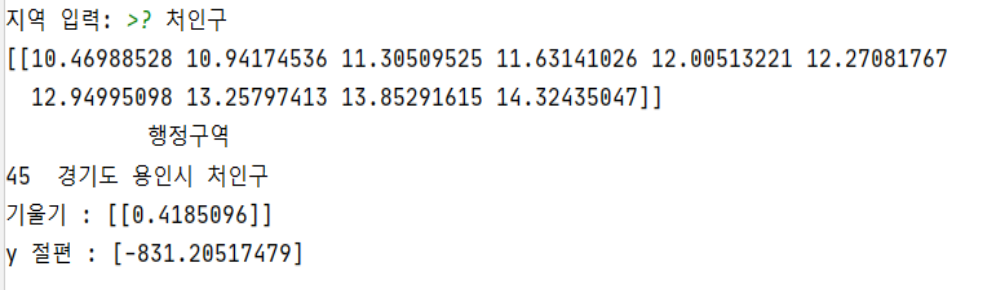 지역 입력: >? 처인구
[[10.46988528 10.94174536 11.30509525 11.63141026 12.00513221 12.27081767
12.94995098 13.25797413 13.85291615 14.32435047]]
행정구역
45 경기도 용인시 처인구
기울기 : [[0.4185096]]
y 절편 : [-831.20517479]